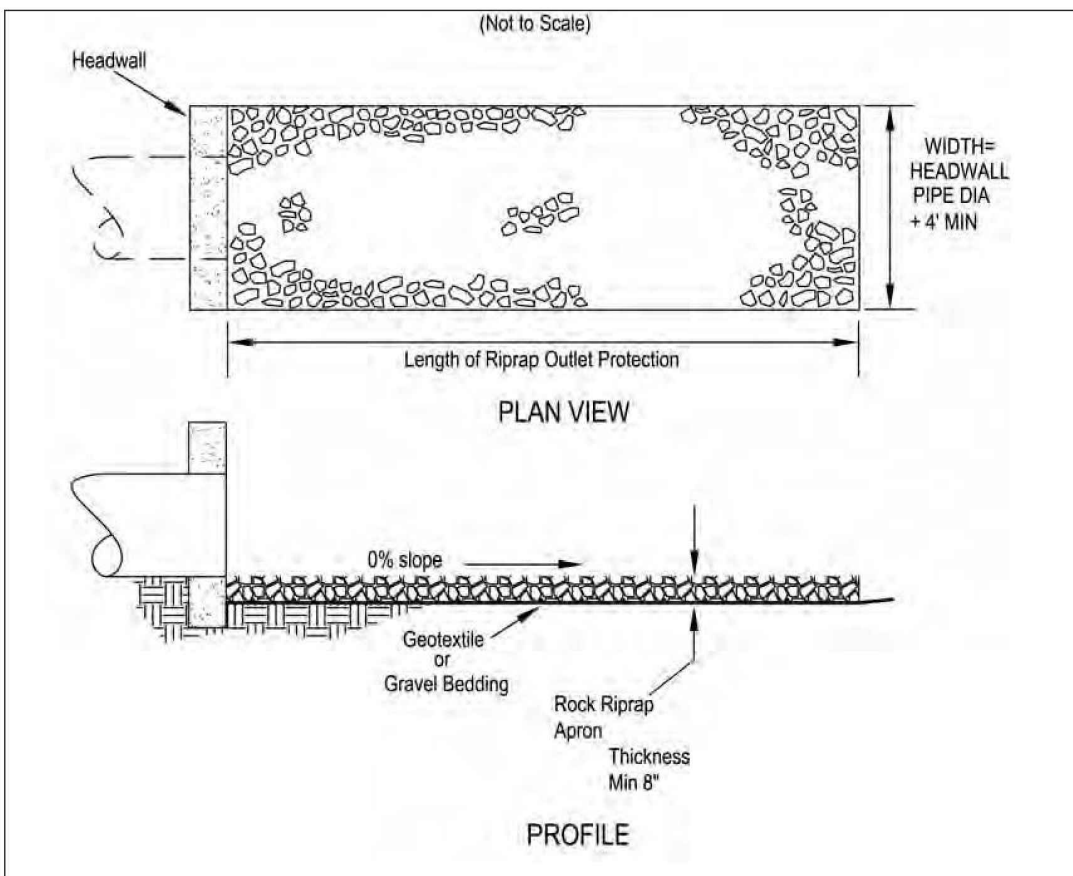 (Not to Scale)
Headwall
WIDTH=
HEADWALL
PIPE DIA
+ 4' MIN
Length of Riprap Outlet Protection
PLAN VIEW
0% slope
Geotextile
or
Gravel Bedding
Rock Riprap
Apron
Thickness
Min 8"
PROFILE